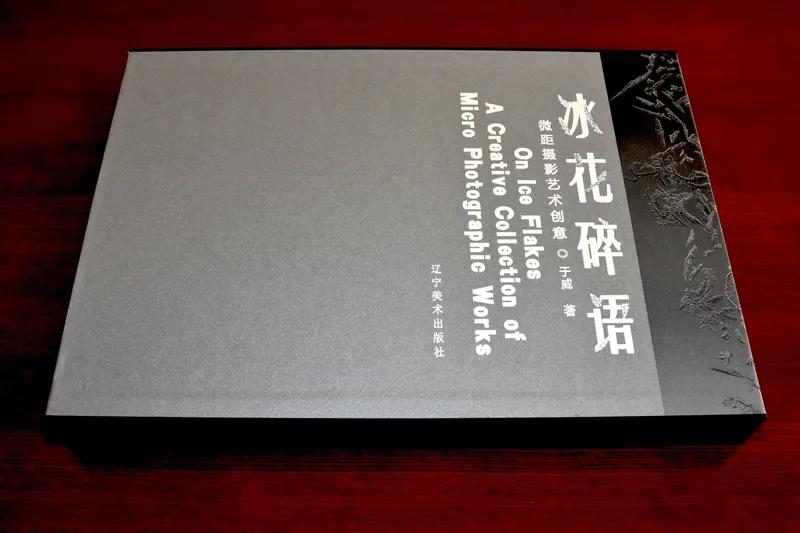 冰花碎语
微距摄影艺术创意 ○ 于威 著
On Ice Flakes
A Creative Collection of
Micro Photographic Works
辽宁美术出版社